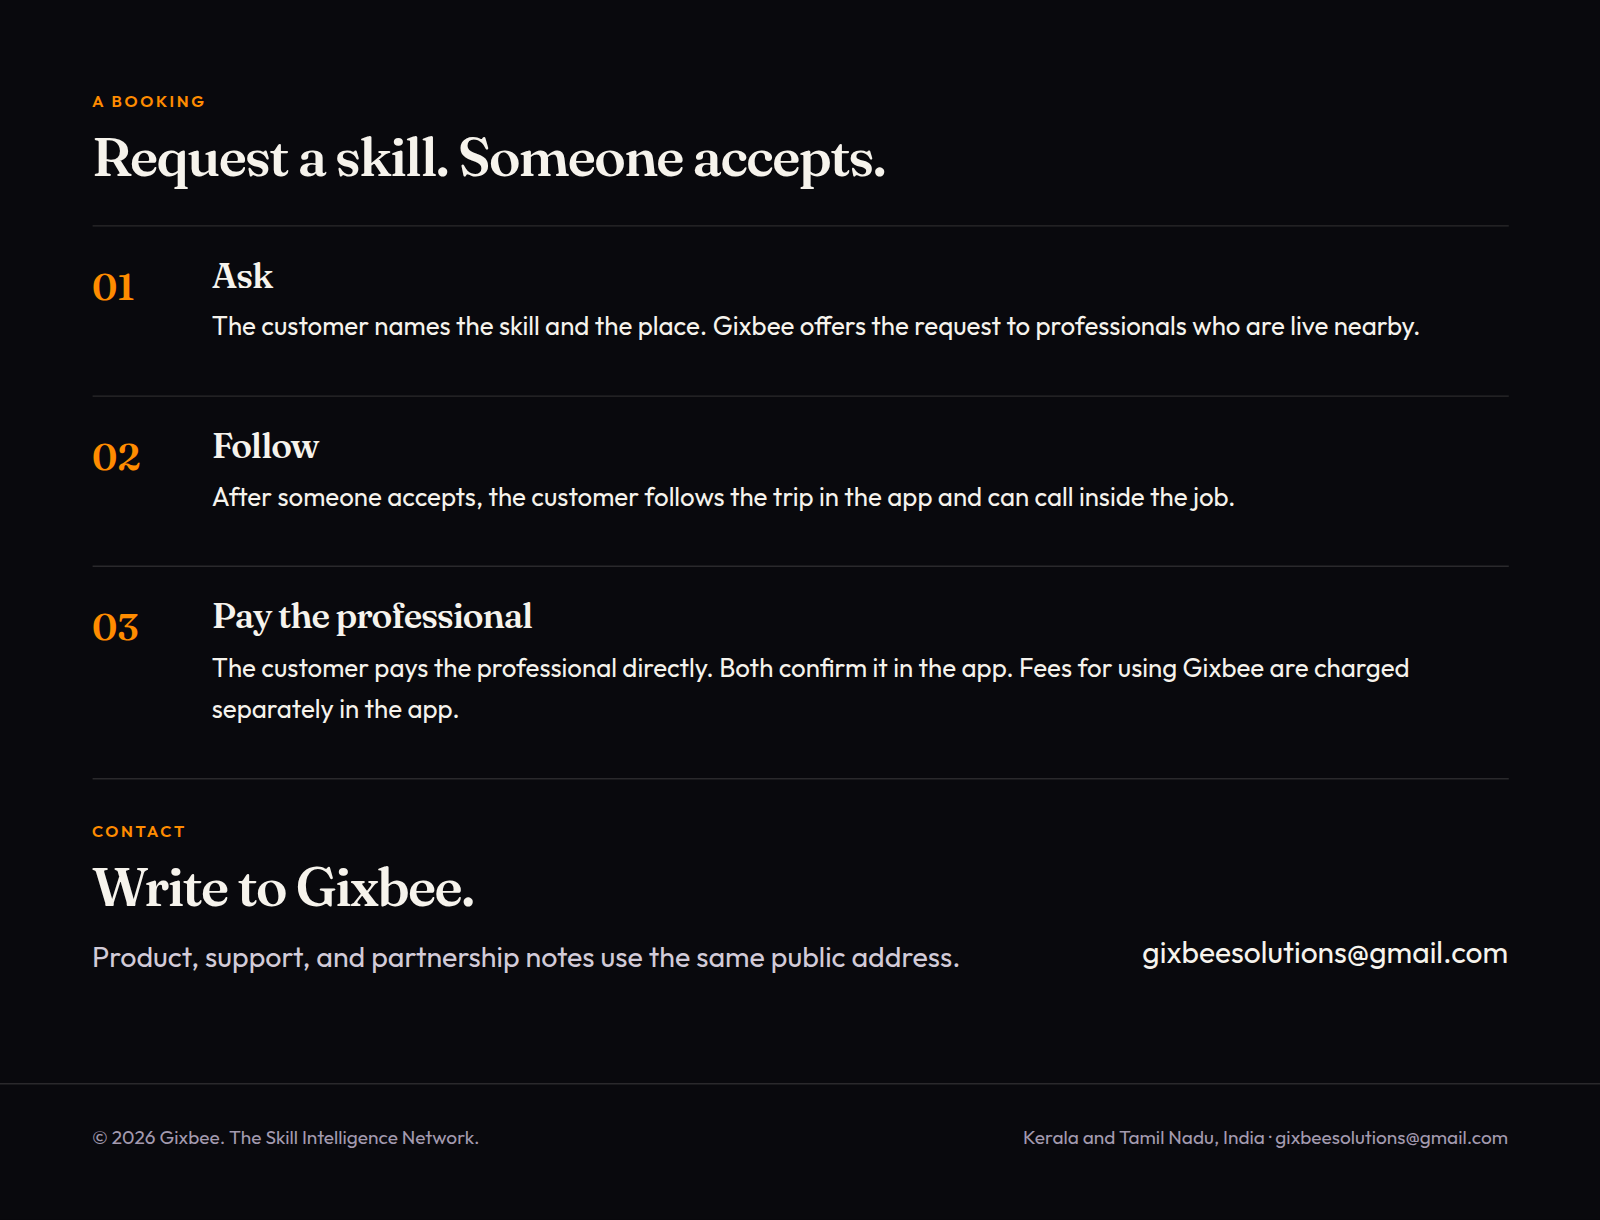 A BOOKING
Request a skill. Someone accepts.
01
Ask
The customer names the skill and the place. Gixbee offers the request to professionals who are live nearby.
02
Follow
After someone accepts, the customer follows the trip in the app and can call inside the job.
03
Pay the professional
The customer pays the professional directly. Both confirm it in the app. Fees for using Gixbee are charged
separately in the app.
CONTACT
Write to Gixbee.
Product, support, and partnership notes use the same public address.
gixbeesolutions@gmail.com
© 2026 Gixbee. The Skill Intelligence Network.
Kerala and Tamil Nadu, India · gixbeesolutions@gmail.com